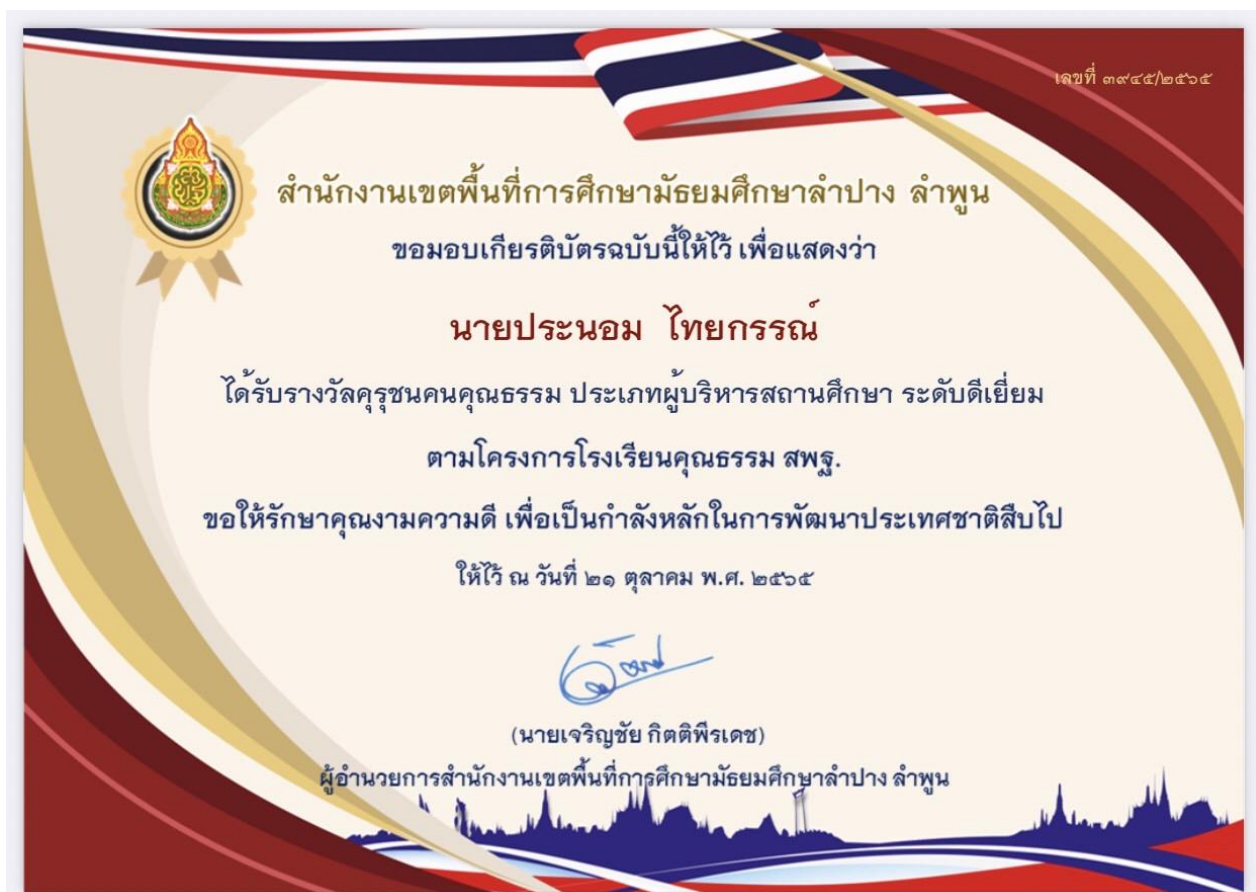 เลขที่ ๓๙๔๕/๒๕๖๕
สำนักงานเขตพื้นที่การศึกษามัธยมศึกษาลำปาง ลำพูน
ขอมอบเกียรติบัตรฉบับนี้ให้ไว้ เพื่อแสดงว่า
นายประนอม ไทยกรรณ์
ได้รับรางวัลคุรุชนคนคุณธรรม ประเภทผู้บริหารสถานศึกษา ระดับดีเยี่ยม
ตามโครงการโรงเรียนคุณธรรม สพฐ.
ขอให้รักษาคุณงามความดี เพื่อเป็นกำลังหลักในการพัฒนาประเทศชาติสืบไป
ให้ไว้ ณ วันที่ ๒๑ ตุลาคม พ.ศ. ๒๕๖๕
(นายเจริญชัย กิตติพีรเดช)
ผู้อำนวยการสำนักงานเขตพื้นที่การศึกษามัธยมศึกษาลำปาง ลำพูน